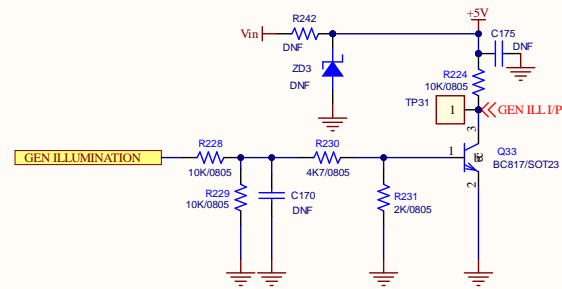 R242
Vin
DNF
+5V
C175
DNF
ZD3
DNF
R224
10K/0805
TP31
1
GEN ILL I/P
3
GEN ILLUMINATION
R228
10K/0805
R230
4K7/0805
1
Q33
BC817/SOT23
2
R229
10K/0805
C170
DNF
R231
2K/0805